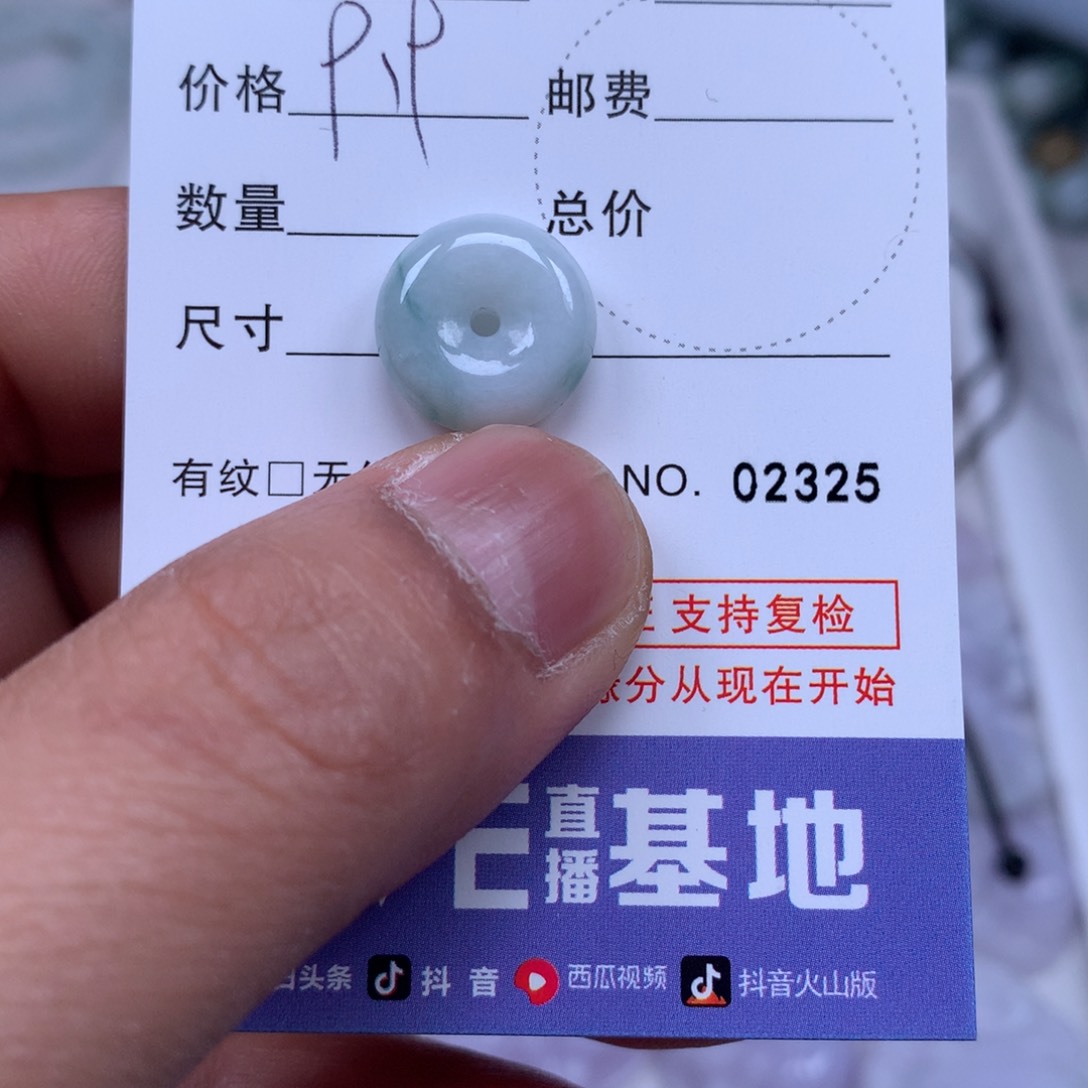 价格 PIP 邮费
数量 总价
尺寸
有纹□无 NO. 02325
支持复检
分从现在开始
直播基地
头条 抖音 西瓜视频 抖音火山版